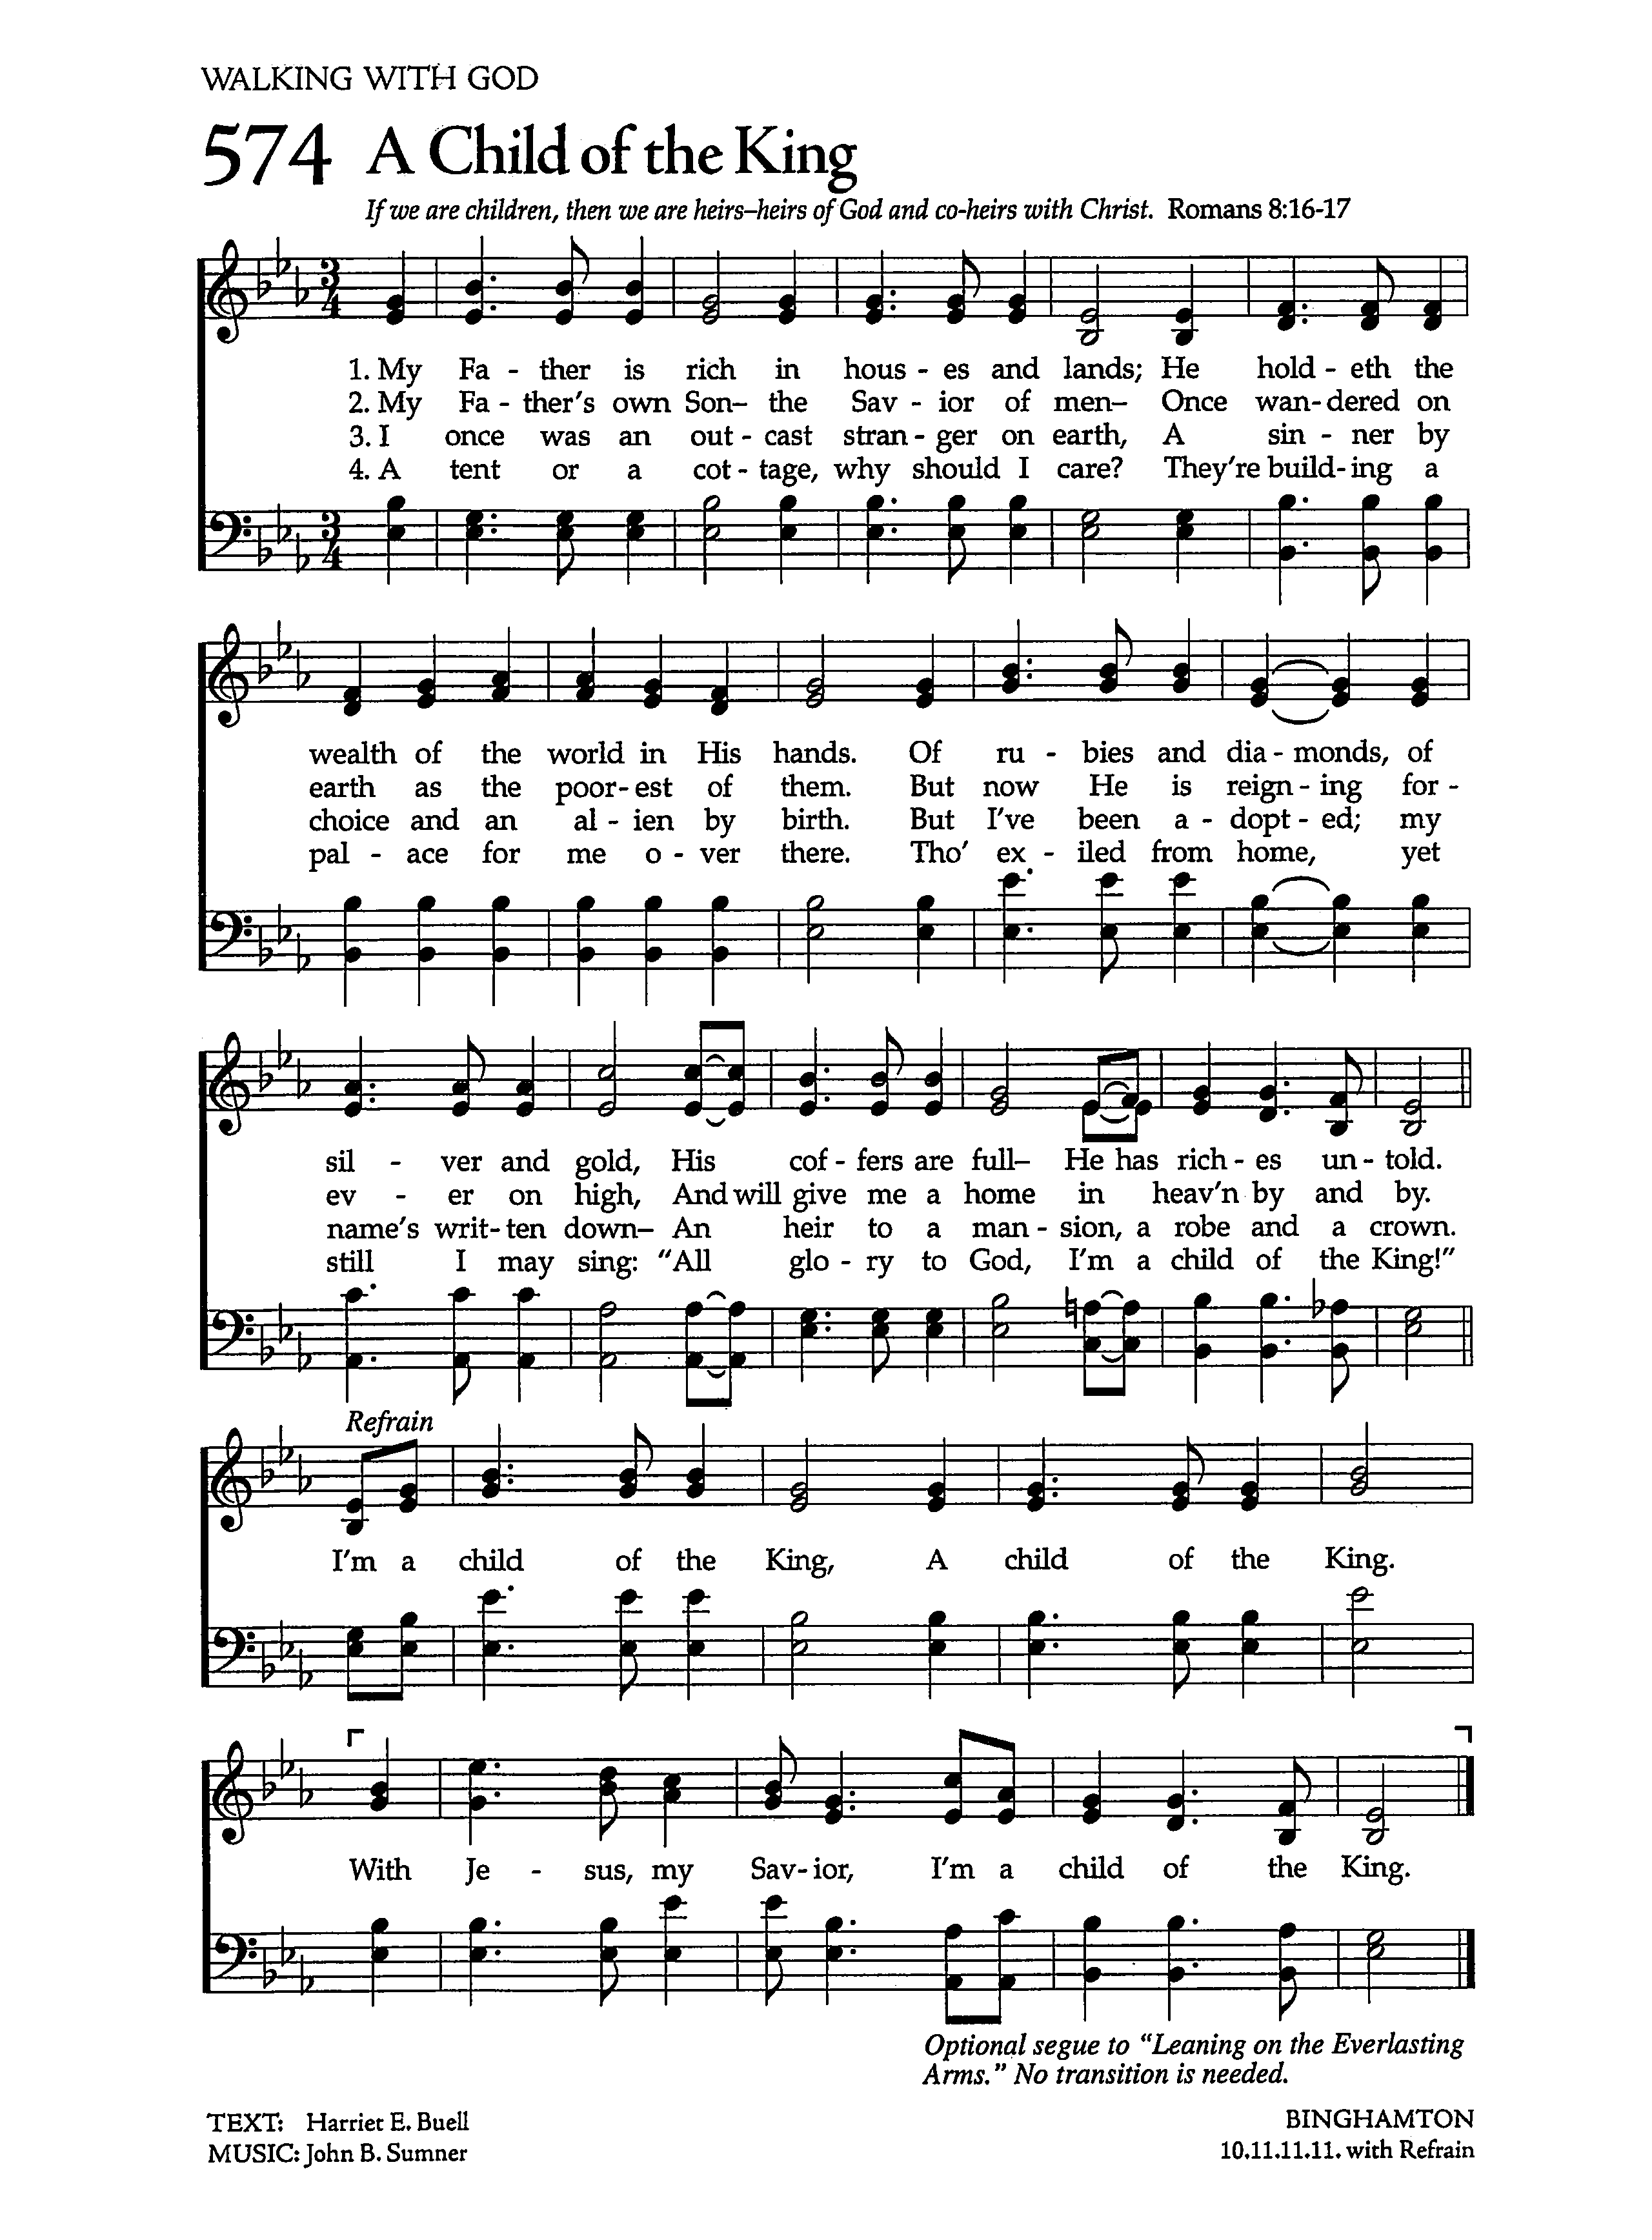 WALKING WITH GOD
574 A Child of the King
If we are children, then we are heirs–heirs of God and co-heirs with Christ. Romans 8:16-17
1. My Fa - ther is rich in hous - es and lands; He hold - eth the
2. My Fa - ther's own Son– the Sav - ior of men– Once wan - dered on
3. I once was an out - cast stran - ger on earth, A sin - ner by
4. A tent or a cot - tage, why should I care? They're build - ing a
wealth of the world in His hands. Of ru - bies and dia - monds, of
earth as the poor - est of them. But now He is reign - ing for -
choice and an al - ien by birth. But I've been a - dopt - ed; my
pal - ace for me o - ver there. Tho' ex - iled from home, yet
sil - ver and gold, His cof - fers are full– He has rich - es un - told.
ev - er on high, And will give me a home in heav'n by and by.
name's writ - ten down– An heir to a man - sion, a robe and a crown.
still I may sing: "All glo - ry to God, I'm a child of the King!"
Refrain
I'm a child of the King, A child of the King.
With Je - sus, my Sav - ior, I'm a child of the King.
Optional segue to "Leaning on the Everlasting
Arms." No transition is needed.
TEXT: Harriet E. Buell
MUSIC: John B. Sumner
BINGHAMTON
10.11.11.11. with Refrain